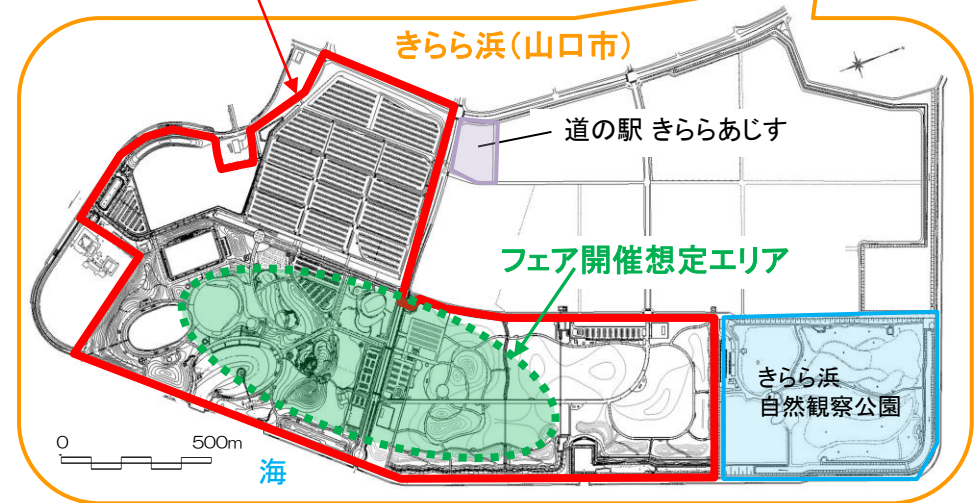 きらら浜(山口市)
道の駅 きららあじす
フェア開催想定エリア
きらら浜
自然観察公園
0 500m
海